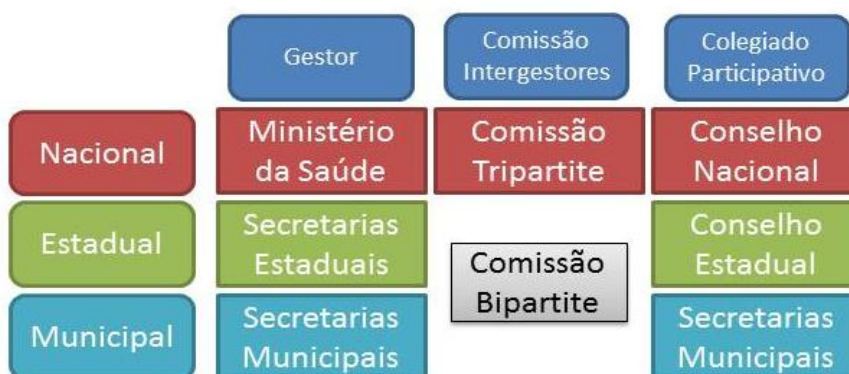 Gestor
Comissão
Intergestores
Colegiado
Participativo
Nacional
Ministério
da Saúde
Comissão
Tripartite
Conselho
Nacional
Estadual
Secretarias
Estaduais
Comissão
Bipartite
Conselho
Estadual
Municipal
Secretarias
Municipais
Secretarias
Municipais